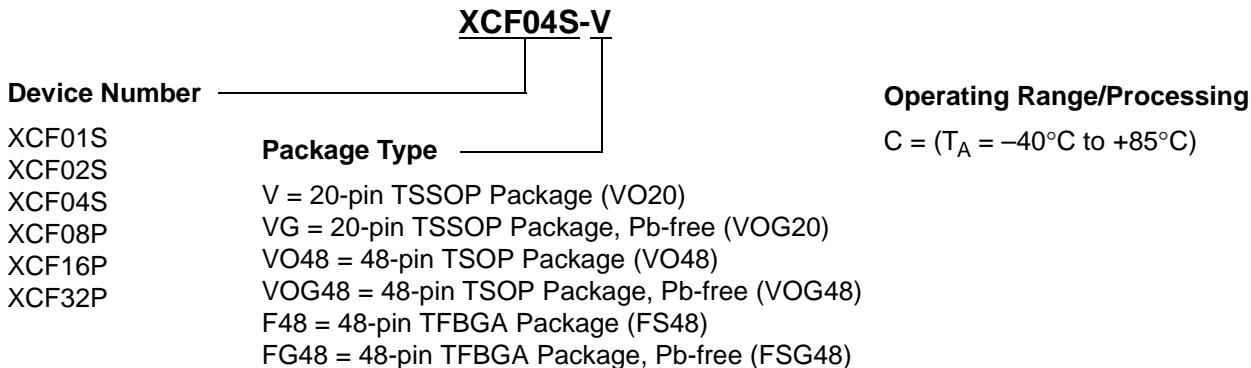 XCF04S-V
Device Number
XCF01S
XCF02S
XCF04S
XCF08P
XCF16P
XCF32P
Package Type
V = 20-pin TSSOP Package (VO20)
VG = 20-pin TSSOP Package, Pb-free (VOG20)
VO48 = 48-pin TSOP Package (VO48)
VOG48 = 48-pin TSOP Package, Pb-free (VOG48)
F48 = 48-pin TFBGA Package (FS48)
FG48 = 48-pin TFBGA Package, Pb-free (FSG48)
Operating Range/Processing
C = (TA = –40°C to +85°C)